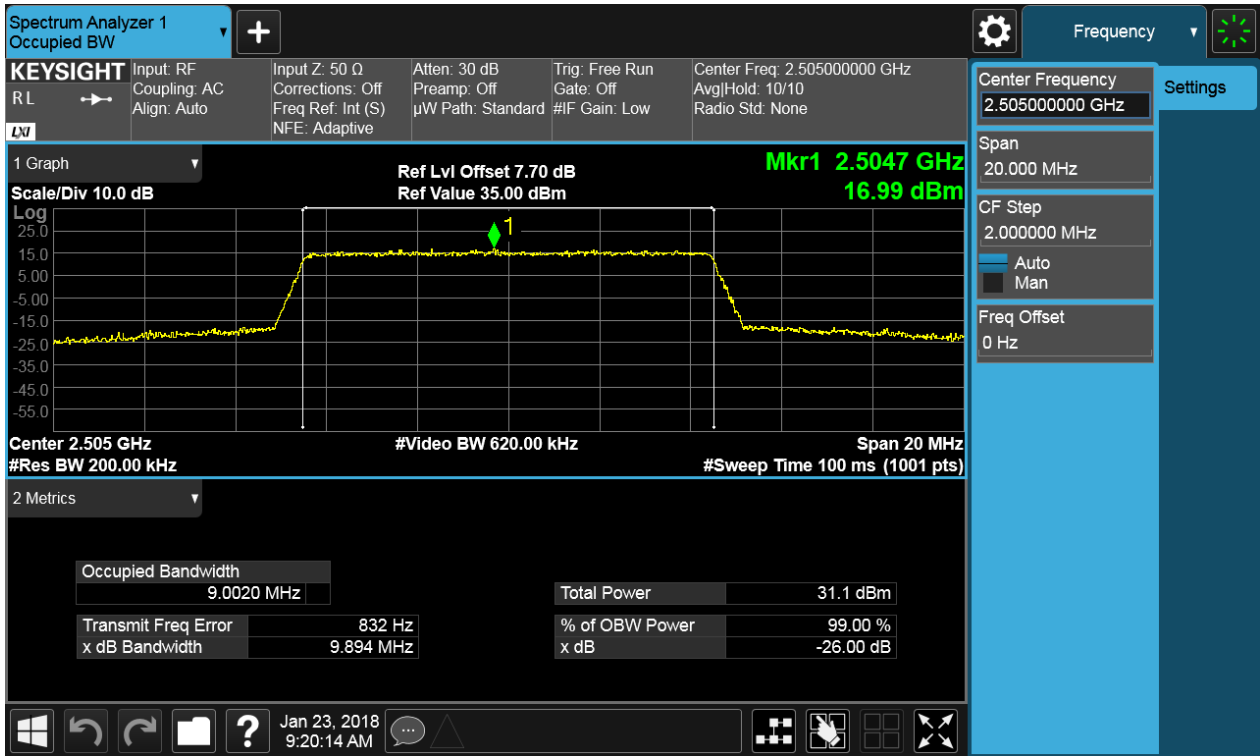 Spectrum Analyzer 1
Occupied BW
Frequency
KEYSIGHT
R L
LXI
Input: RF
Coupling: AC
Align: Auto
Input Z: 50 Ω
Corrections: Off
Freq Ref: Int (S)
NFE: Adaptive
Atten: 30 dB
Preamp: Off
µW Path: Standard
Trig: Free Run
Gate: Off
#IF Gain: Low
Center Freq: 2.505000000 GHz
Avg|Hold: 10/10
Radio Std: None
Center Frequency
2.505000000 GHz
Settings
Span
20.000 MHz
CF Step
2.000000 MHz
Auto
Man
Freq Offset
0 Hz
1 Graph
Scale/Div 10.0 dB
Ref Lvl Offset 7.70 dB
Ref Value 35.00 dBm
Mkr1 2.5047 GHz
16.99 dBm
Log
25.0
15.0
5.00
-5.00
-15.0
-25.0
-35.0
-45.0
-55.0
1
Center 2.505 GHz
#Video BW 620.00 kHz
Span 20 MHz
#Res BW 200.00 kHz
#Sweep Time 100 ms (1001 pts)
2 Metrics
Occupied Bandwidth
9.0020 MHz
Total Power 31.1 dBm
Transmit Freq Error 832 Hz
% of OBW Power 99.00 %
x dB Bandwidth 9.894 MHz
x dB -26.00 dB
Jan 23, 2018
9:20:14 AM